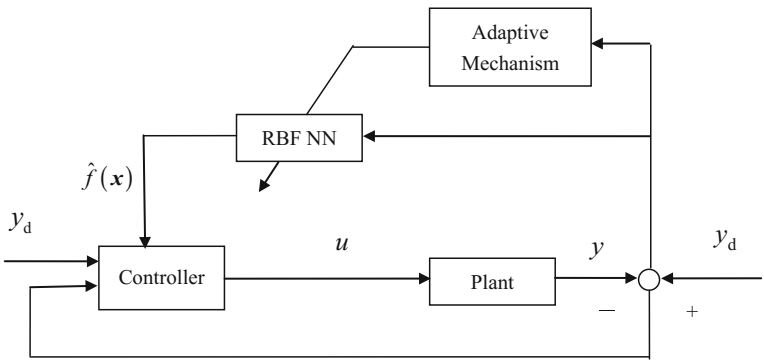 Adaptive
Mechanism
RBF NN
f̂(x)
y_d
u
y
y_d
Controller
Plant
− +